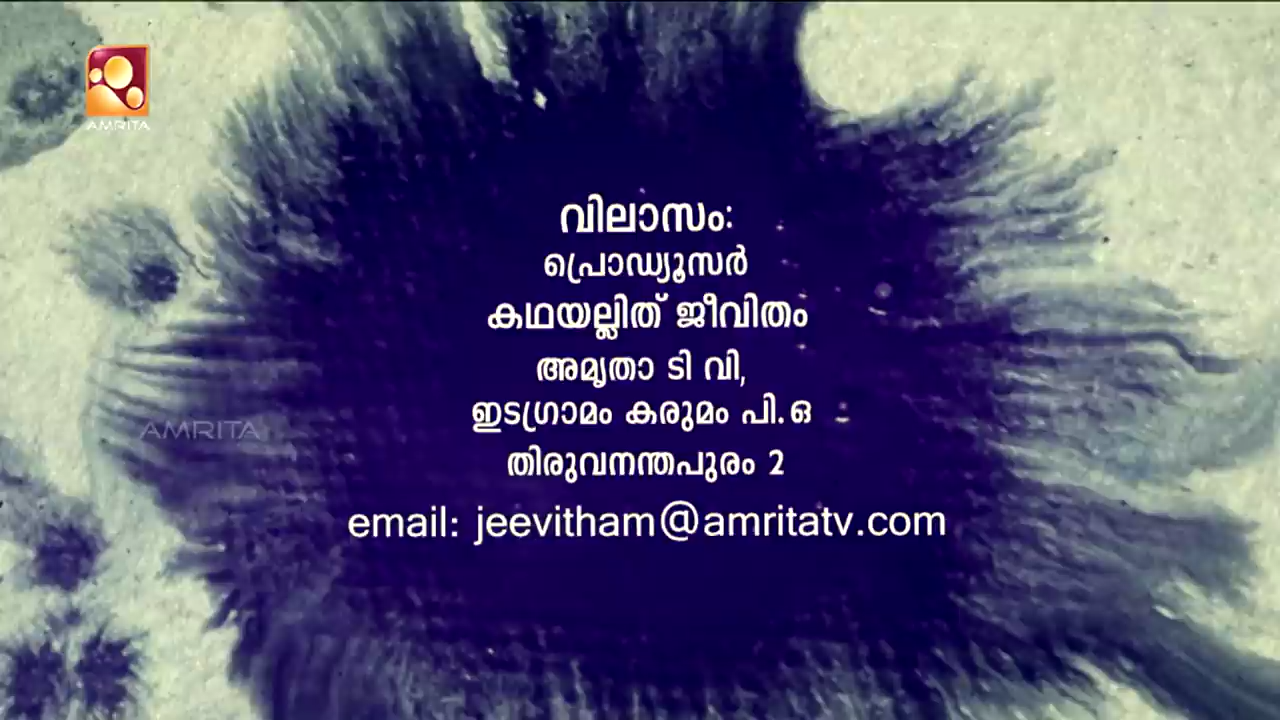 AMRITA
വിലാസം:
പ്രൊഡ്യൂസർ
കഥയല്ലിത് ജീവിതം
അമൃതാ ടി വി,
ഇടഗ്രാമം കരുമം പി.ഒ
AMRITA
തിരുവനന്തപുരം 2
email: jeevitham@amritatv.com